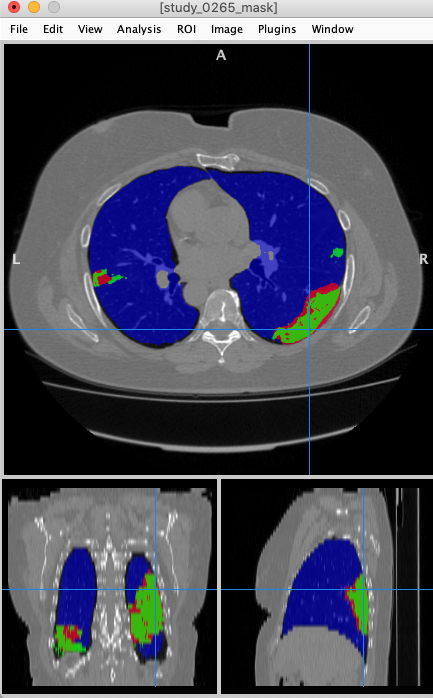 [study_0265_mask]
File Edit View Analysis ROI Image Plugins Window
A
L R